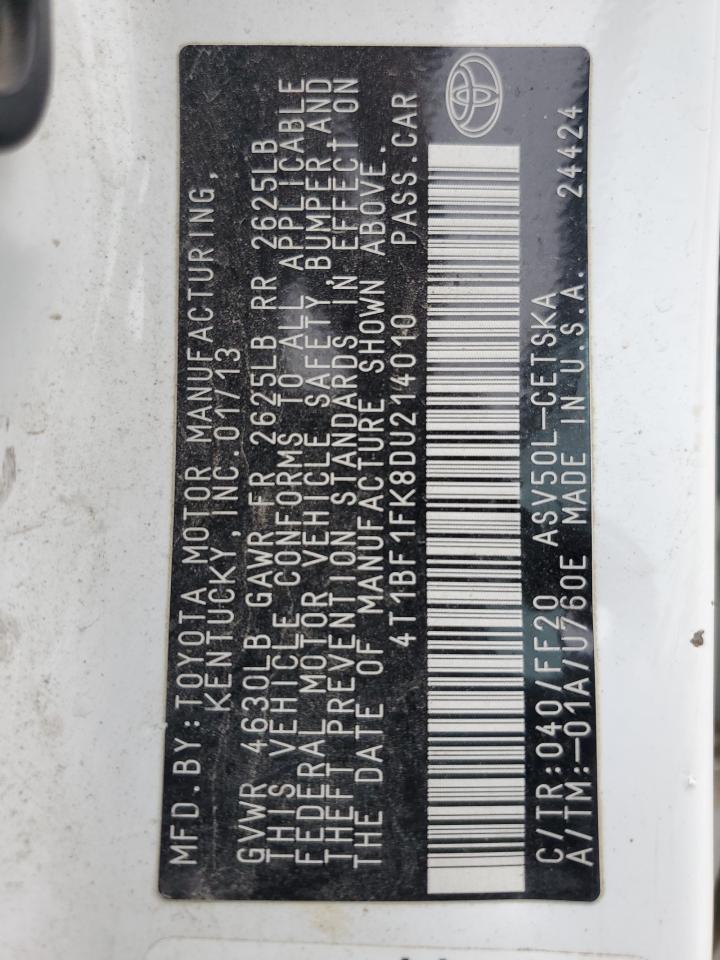 MFD.BY:TOYOTA MOTOR MANUFACTURING,
KENTUCKY,INC.01/13
GVWR 4630LB GAWR FR 2625LB RR 2625LB
THIS VEHICLE CONFORMS TO ALL APPLICABLE
FEDERAL MOTOR VEHICLE SAFETY, BUMPER,AND
THEFT PREVENTION STANDARDS IN EFFECT ON
THE DATE OF MANUFACTURE SHOWN ABOVE.
4T1BF1FK8DU214010 PASS.CAR
C/TR:040/FF20 ASV50L-CETSKA
A/TM:-01A/U760E MADE IN U.S.A. 24424